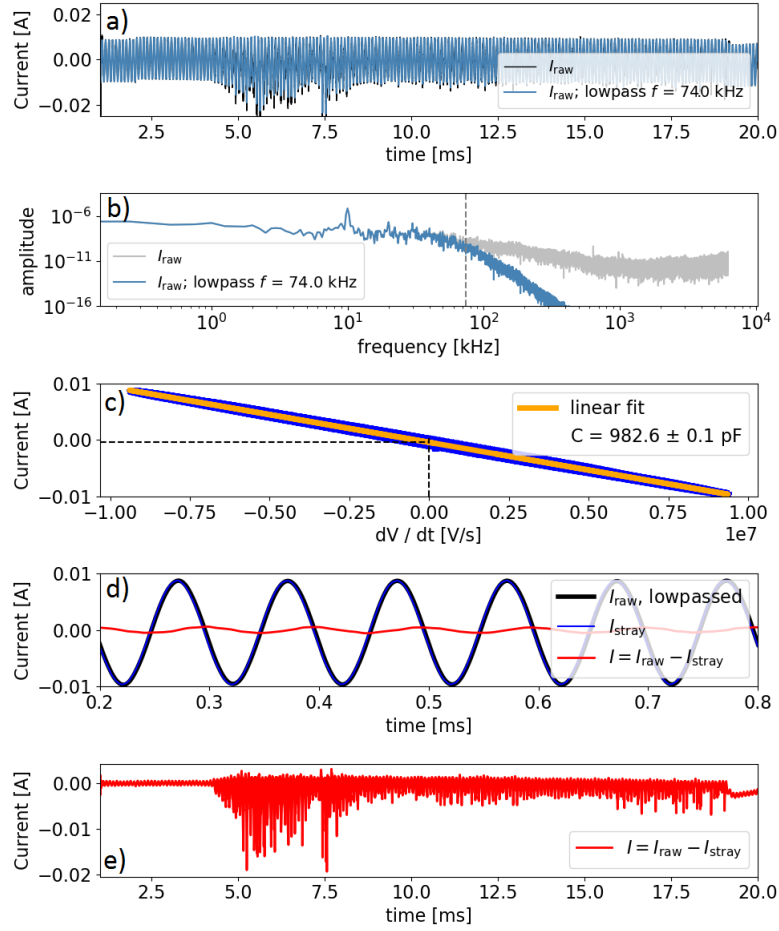 a)
0.02
0.00
−0.02
Current [A]
I_raw
I_raw; lowpass f = 74.0 kHz
2.5 5.0 7.5 10.0 12.5 15.0 17.5 20.0
time [ms]
b)
10^−6
10^−11
10^−16
amplitude
I_raw
I_raw; lowpass f = 74.0 kHz
10^0 10^1 10^2 10^3 10^4
frequency [kHz]
c)
0.01
0.00
−0.01
Current [A]
linear fit
C = 982.6 ± 0.1 pF
−1.00 −0.75 −0.50 −0.25 0.00 0.25 0.50 0.75 1.00
1e7
dV / dt [V/s]
d)
0.01
0.00
−0.01
Current [A]
I_raw, lowpassed
I_stray
I = I_raw − I_stray
0.2 0.3 0.4 0.5 0.6 0.7 0.8
time [ms]
0.00
−0.01
−0.02
Current [A]
e)
I = I_raw − I_stray
2.5 5.0 7.5 10.0 12.5 15.0 17.5 20.0
time [ms]